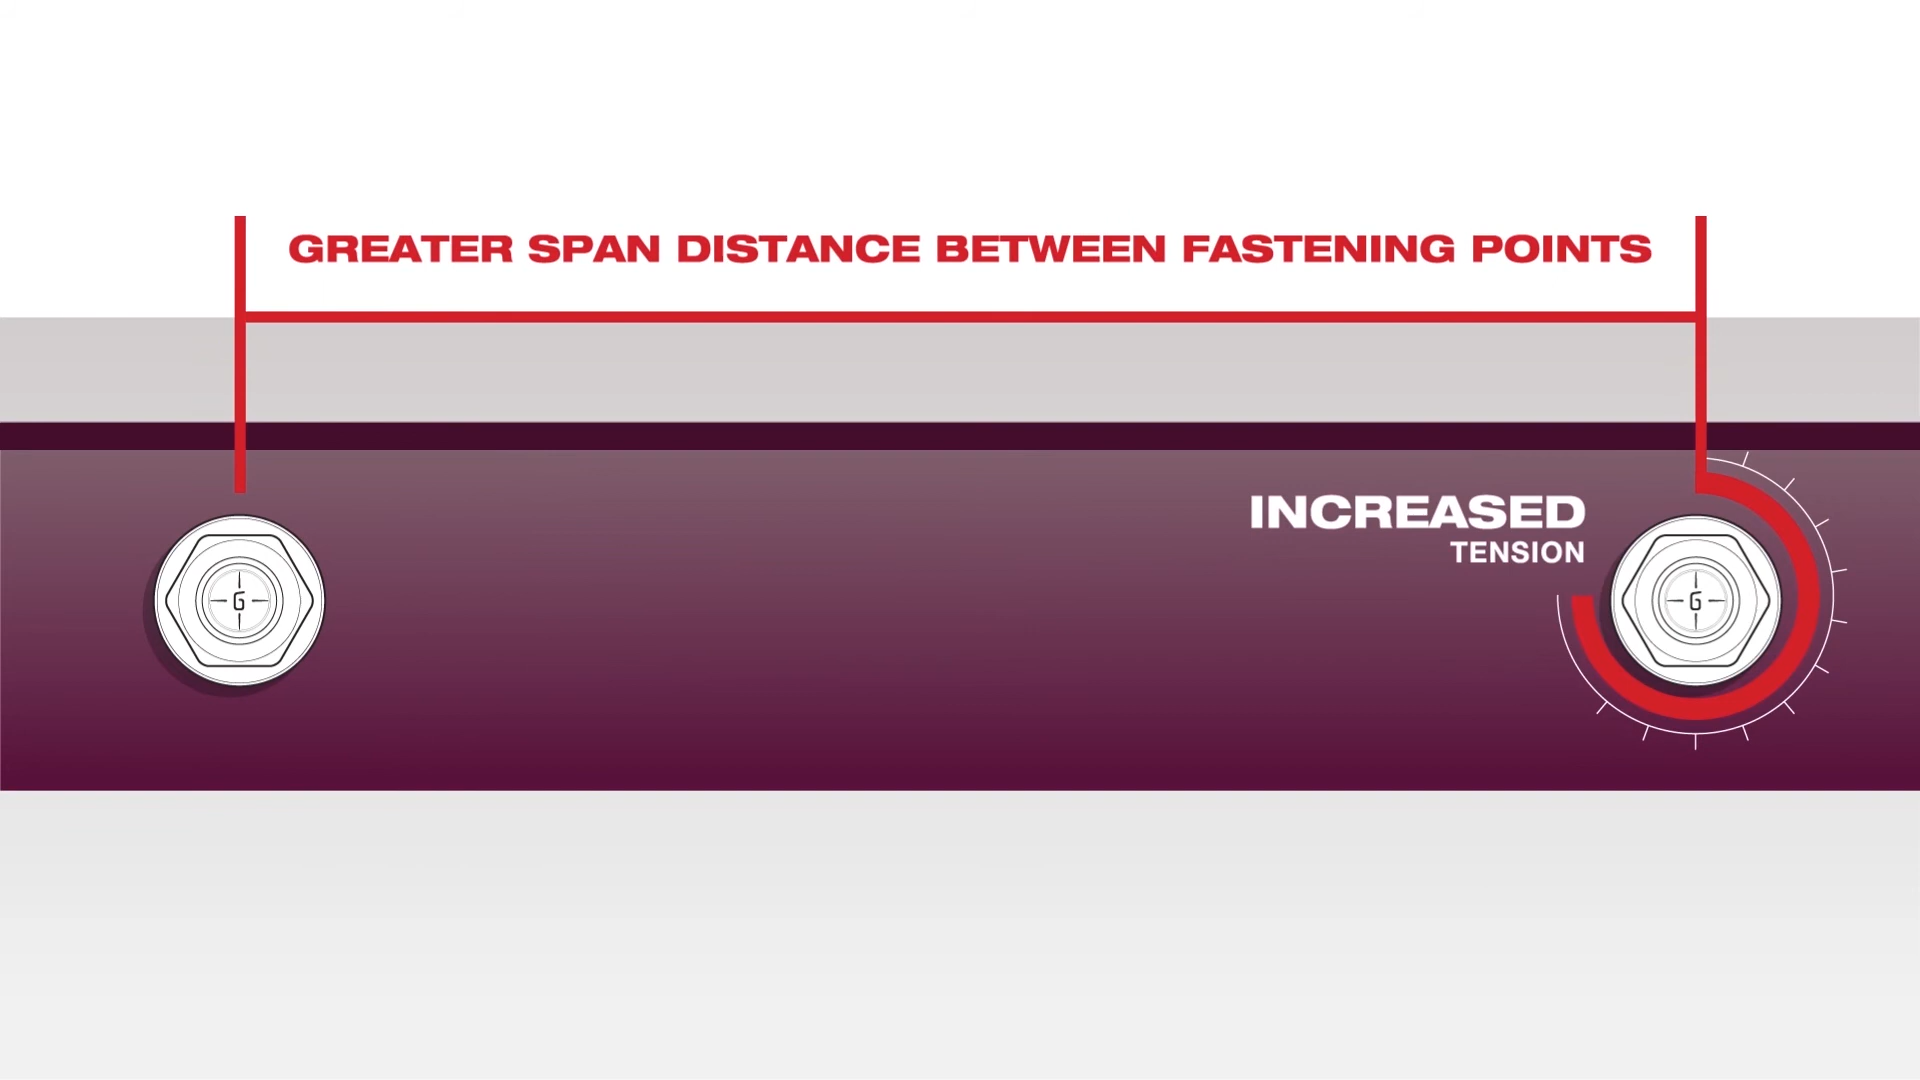 GREATER SPAN DISTANCE BETWEEN FASTENING POINTS
INCREASED
TENSION
G
G